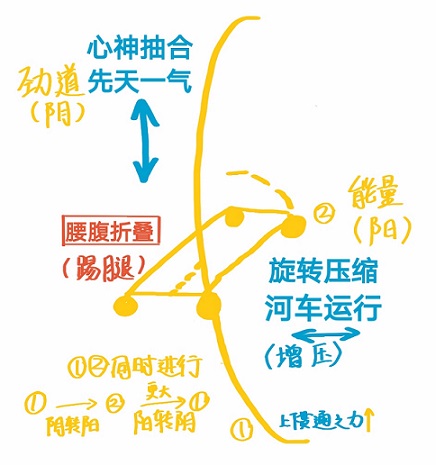 心神抽合
先天一气
劲道
（阴）
②
能量
（阳）
腰腹折叠
（踢腿）
旋转压缩
河车运行
（增压）
①②同时进行
① → ② 更大 → ①
阴转阳 阳转阴
①
上贯通之力↑